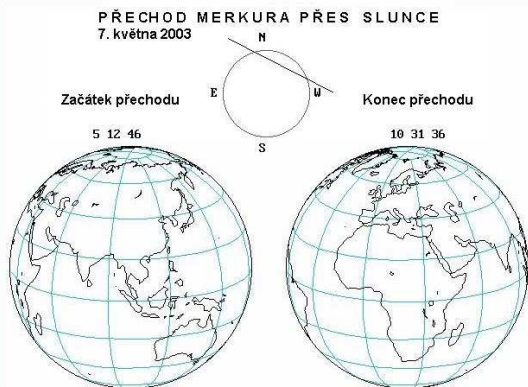 PŘECHOD MERKURA PŘES SLUNCE
7. května 2003
N
E
W
S
Začátek přechodu
Konec přechodu
5 12 46
10 31 36